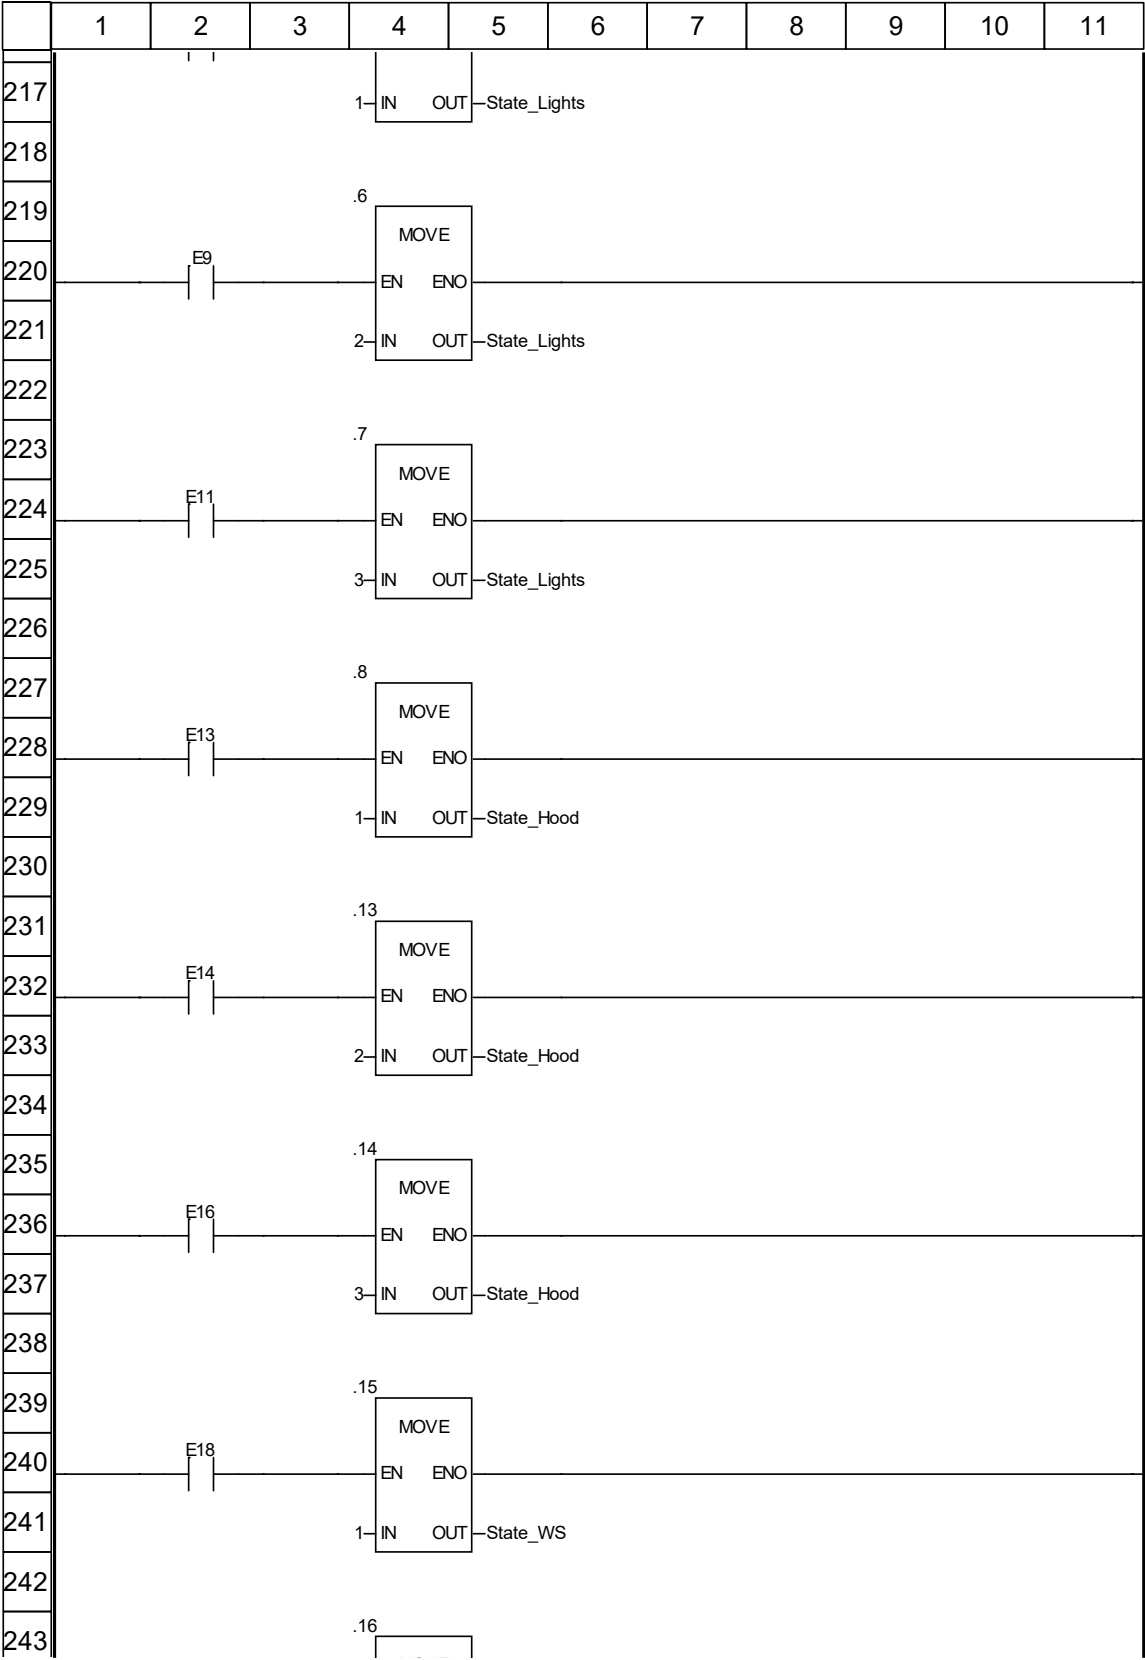 1 2 3 4 5 6 7 8 9 10 11
217
1 IN OUT State_Lights
218
.6
219
MOVE
E9
220
EN ENO
221
2 IN OUT State_Lights
222
.7
223
MOVE
E11
224
EN ENO
225
3 IN OUT State_Lights
226
.8
227
MOVE
E13
228
EN ENO
229
1 IN OUT State_Hood
230
.13
231
MOVE
E14
232
EN ENO
233
2 IN OUT State_Hood
234
.14
235
MOVE
E16
236
EN ENO
237
3 IN OUT State_Hood
238
.15
239
MOVE
E18
240
EN ENO
241
1 IN OUT State_WS
242
.16
243